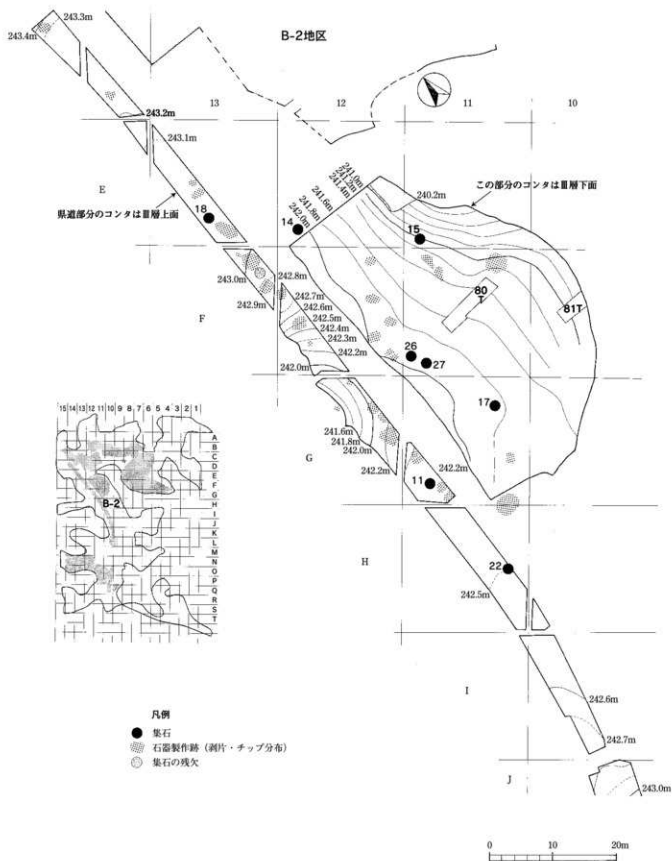 B-2地区
243.3m
243.4m
13
12
11
10
243.2m
243.1m
E
県道部分のコンタはⅢ層上面
18
241.0m
241.2m
241.4m
241.6m
241.8m
242.0m
14
240.2m
この部分のコンタはⅢ層下面
15
80
T
81T
243.0m
242.9m
F
242.8m
242.7m
242.6m
242.5m
242.4m
242.3m
242.2m
242.0m
26
27
17
241.6m
241.8m
242.0m
242.2m
G
242.2m
11
15 14 13 12 11 10 9 8 7 6 5 4 3 2 1
A
B
C
D
E
F
G
H
I
J
K
L
M
N
O
P
Q
R
S
T
B-2
H
22
242.5m
I
242.6m
242.7m
J
243.0m
凡例
集石
石器製作跡(剥片・チップ分布)
集石の残欠
0 10 20m